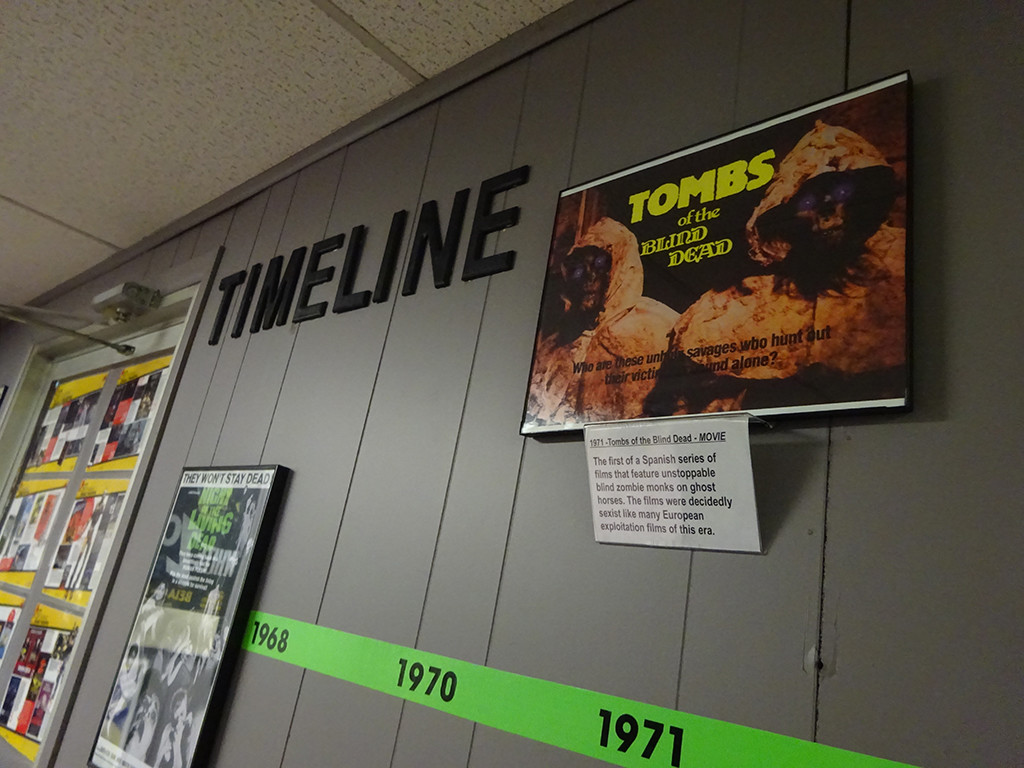 TIMELINE
TOMBS
of the
BLIND
DEAD
Who are these savages who hunt out
their alone?
1971 -Tombs of the Blind Dead - MOVIE
The first of a Spanish series of
films that feature unstoppable
blind zombie monks on ghost
horses. The films were decidedly
sexist like many European
exploitation films of this era.
THEY WON'T STAY DEAD
NIGHT
OF THE
LIVING
DEAD
1968
1970
1971